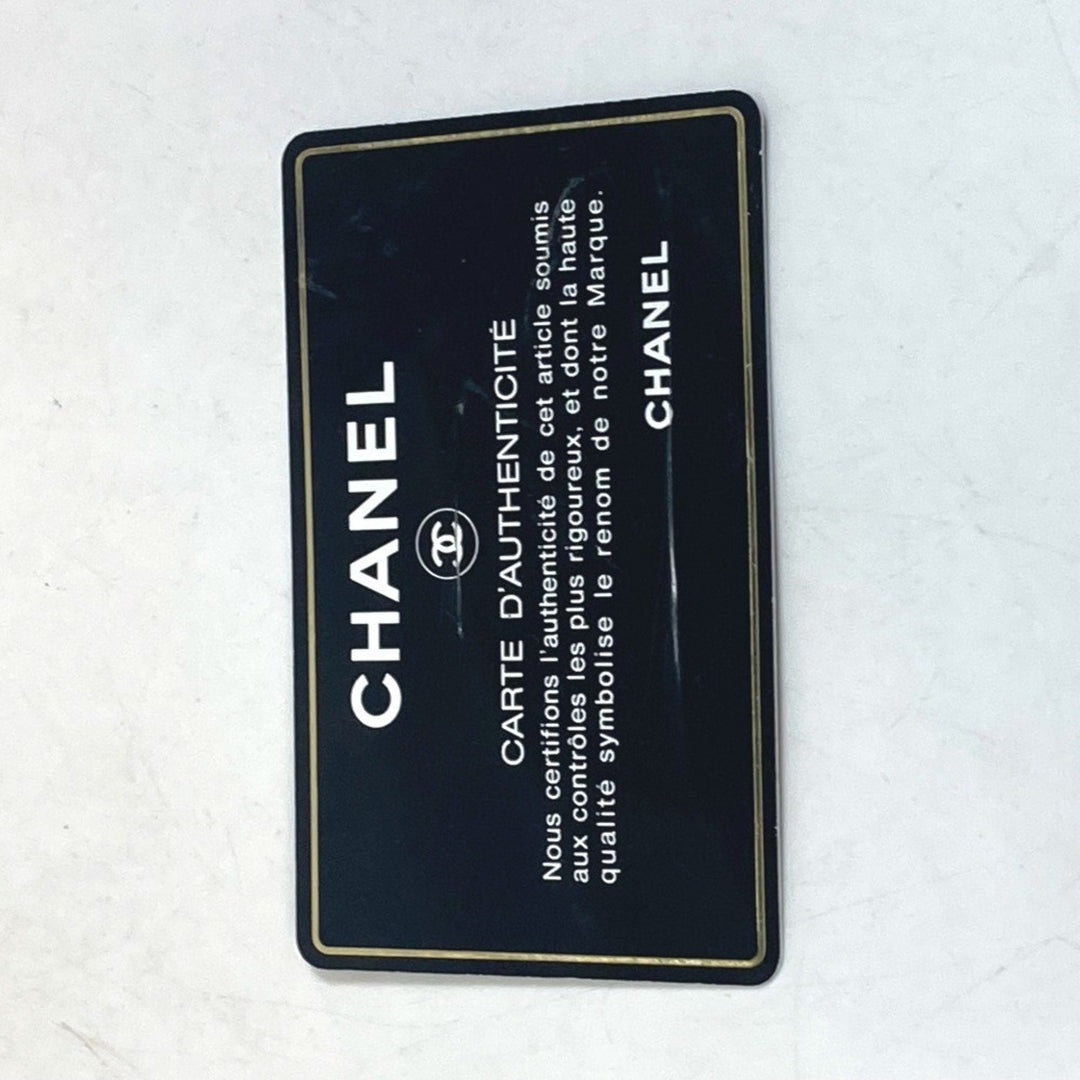 CHANEL
CARTE D'AUTHENTICITÉ
Nous certifions l'authenticité de cet article soumis
aux contrôles les plus rigoureux, et dont la haute
qualité symbolise le renom de notre Marque.
CHANEL